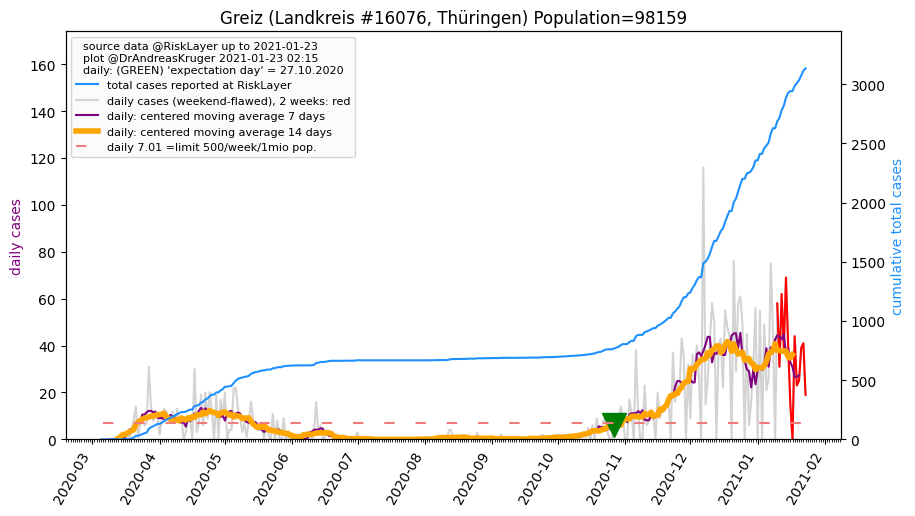 Greiz (Landkreis #16076, Thüringen) Population=98159
source data @RiskLayer up to 2021-01-23
plot @DrAndreasKruger 2021-01-23 02:15
daily: (GREEN) 'expectation day' = 27.10.2020
total cases reported at RiskLayer
daily cases (weekend-flawed), 2 weeks: red
daily: centered moving average 7 days
daily: centered moving average 14 days
daily 7.01 =limit 500/week/1mio pop.
daily cases
160
140
120
100
80
60
40
20
0
cumulative total cases
3000
2500
2000
1500
1000
500
0
2020-03
2020-04
2020-05
2020-06
2020-07
2020-08
2020-09
2020-10
2020-11
2020-12
2021-01
2021-02